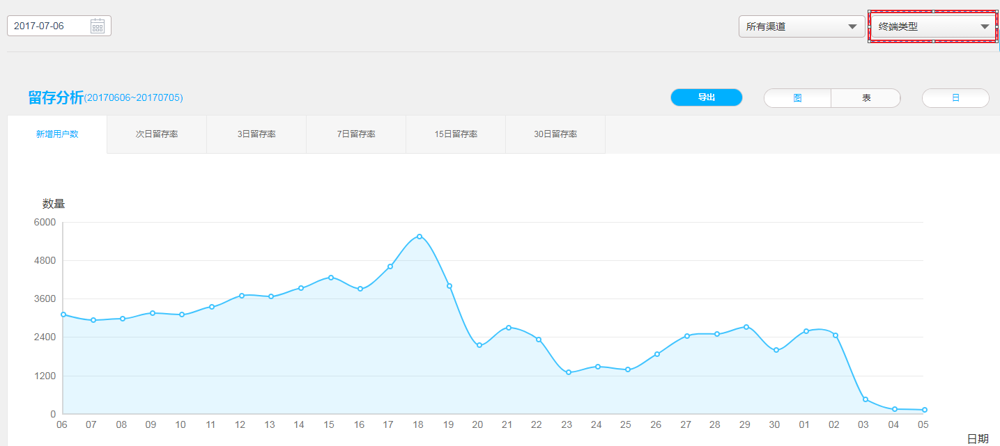 2017-07-06
所有渠道
终端类型
留存分析(20170606~20170705)
导出
图
表
日
新增用户数
次日留存率
3日留存率
7日留存率
15日留存率
30日留存率
数量
6000
4800
3600
2400
1200
0
06 07 08 09 10 11 12 13 14 15 16 17 18 19 20 21 22 23 24 25 26 27 28 29 30 01 02 03 04 05
日期